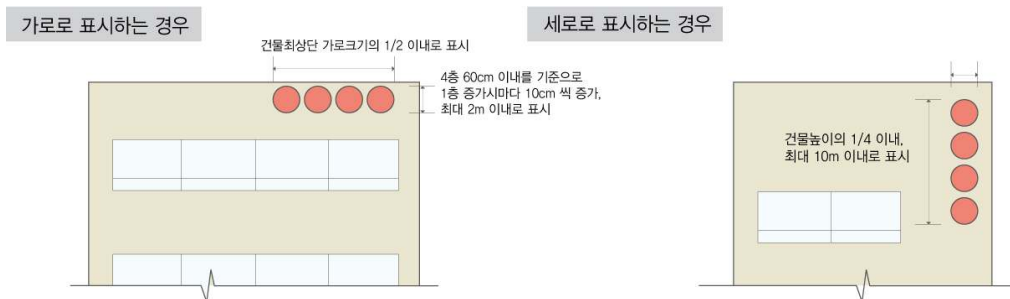 가로로 표시하는 경우
건물최상단 가로크기의 1/2 이내로 표시
4층 60cm 이내를 기준으로
1층 증가시마다 10cm 씩 증가,
최대 2m 이내로 표시
세로로 표시하는 경우
건물높이의 1/4 이내,
최대 10m 이내로 표시